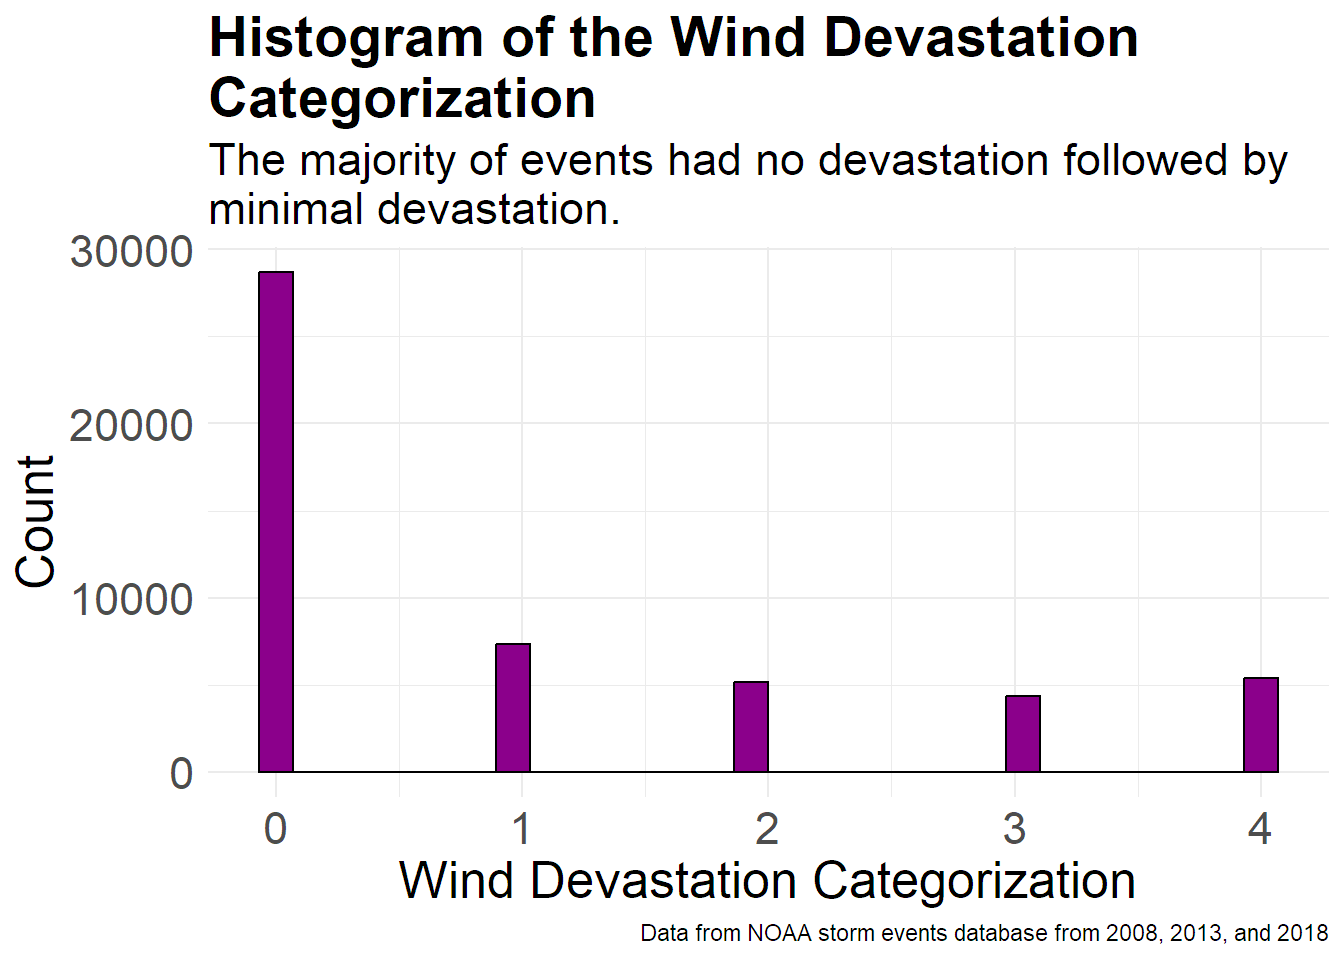 Histogram of the Wind Devastation
Categorization
The majority of events had no devastation followed by
minimal devastation.
30000
20000
10000
0
Count
0 1 2 3 4
Wind Devastation Categorization
Data from NOAA storm events database from 2008, 2013, and 2018